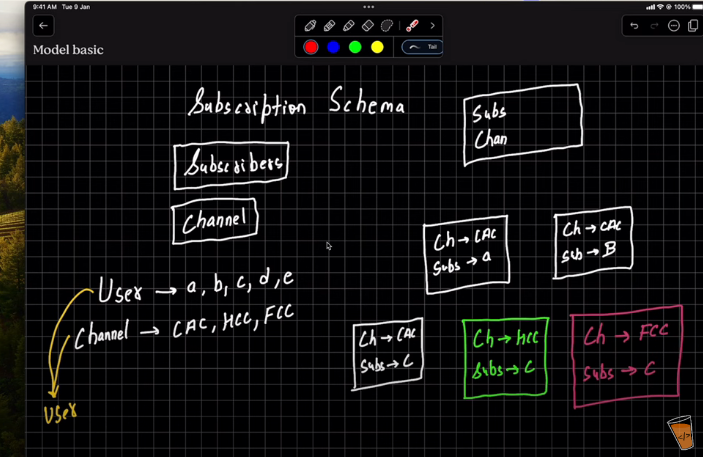 9:41 AM Tue 9 Jan
100%
Model basic
Tail
Subscription Schema
Subscribers
Channel
User → a, b, c, d, e
Channel → CAC, HCC, FCC
User
Subs
Chan
Ch → CAC
Subs → a
Ch → CAC
Sub → B
Ch → CAC
Subs → C
Ch → HCC
Subs → C
Ch → FCC
Subs → C